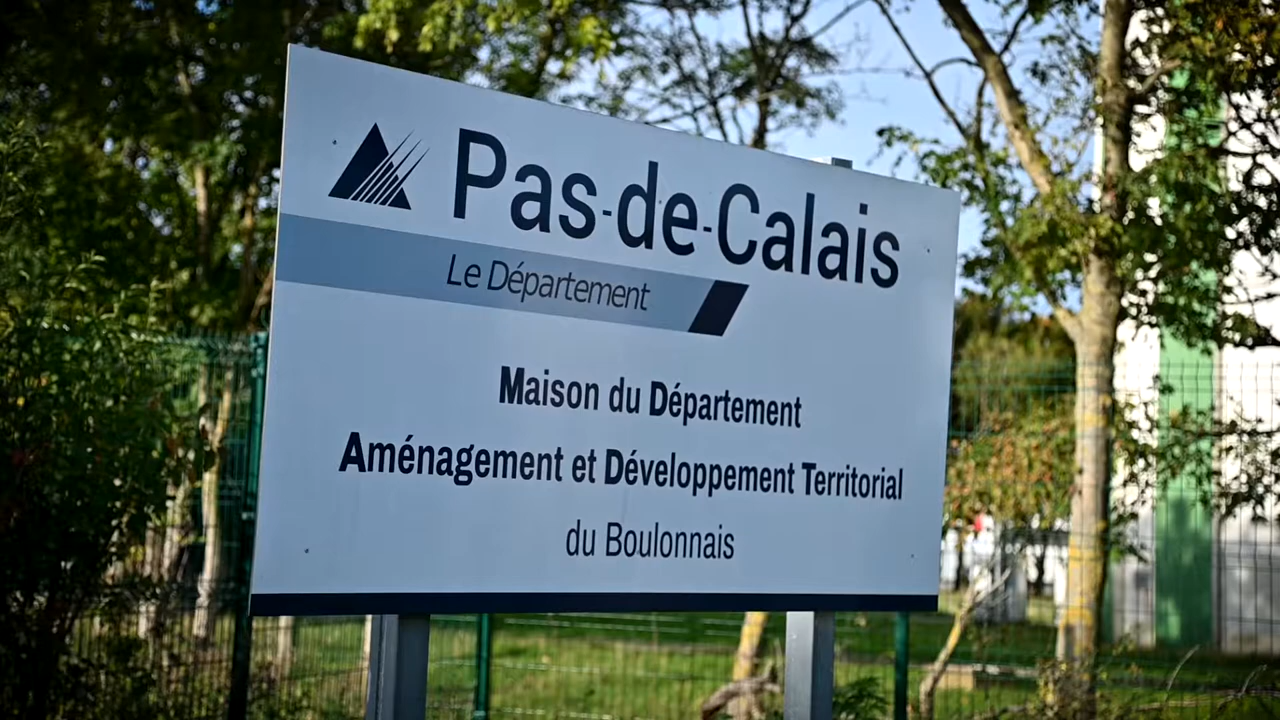 Pas-de-Calais
Le Département
Maison du Département
Aménagement et Développement Territorial
du Boulonnais